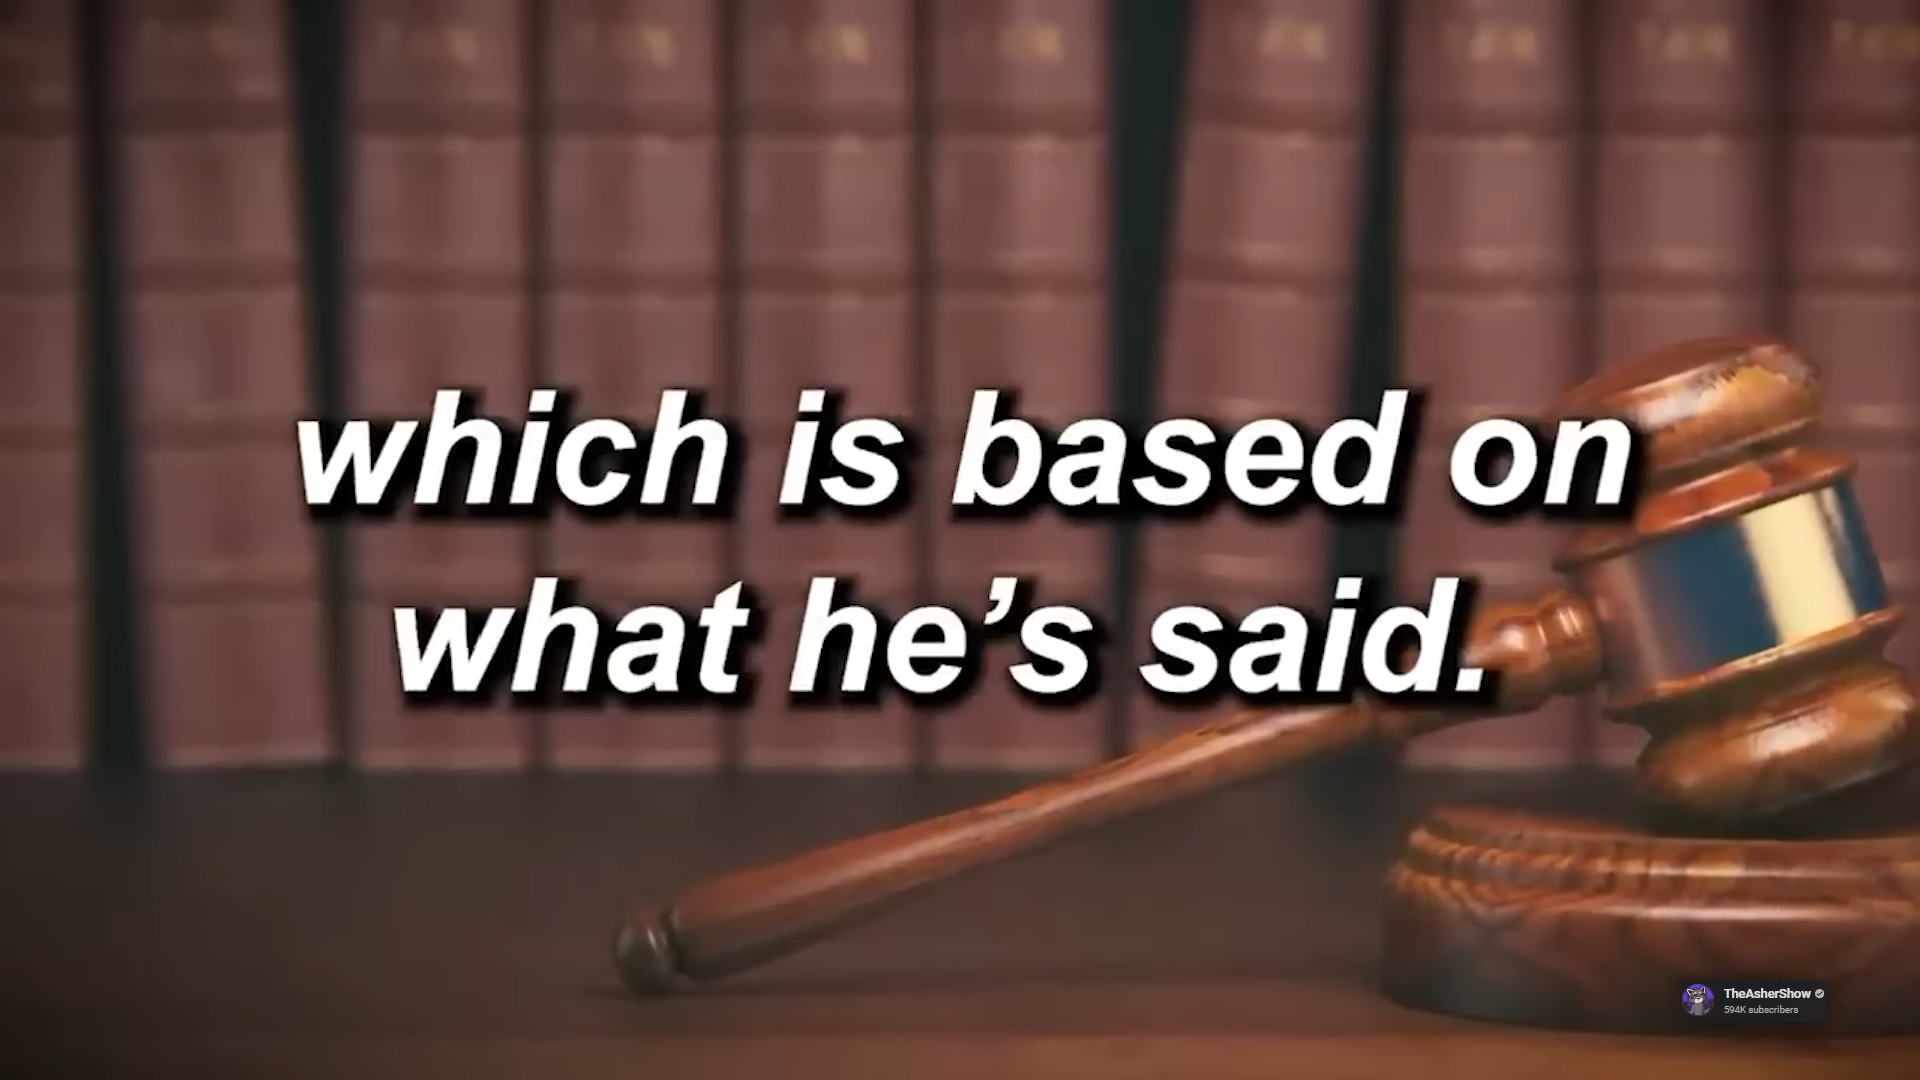 which is based on
what he’s said.
TheAsherShow
594K subscribers